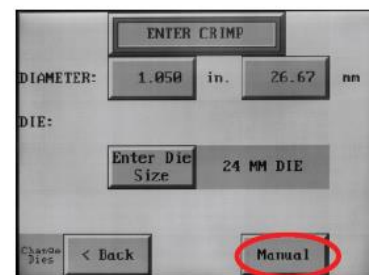 ENTER CRIMP
DIAMETER: 1.050 in. 26.67 mm
DIE:
Enter Die
Size
24 MM DIE
Change
Dies
< Back
Manual